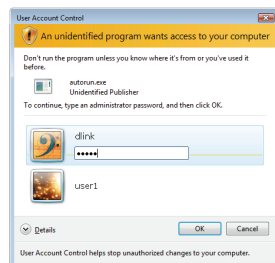 User Account Control
An unidentified program wants access to your computer
Don't run the program unless you know where it's from or you've used it
before.
autorun.exe
Unidentified Publisher
To continue, type an administrator password, and then click OK.
dlink
•••••
user1
Details
OK
Cancel
User Account Control helps stop unauthorized changes to your computer.